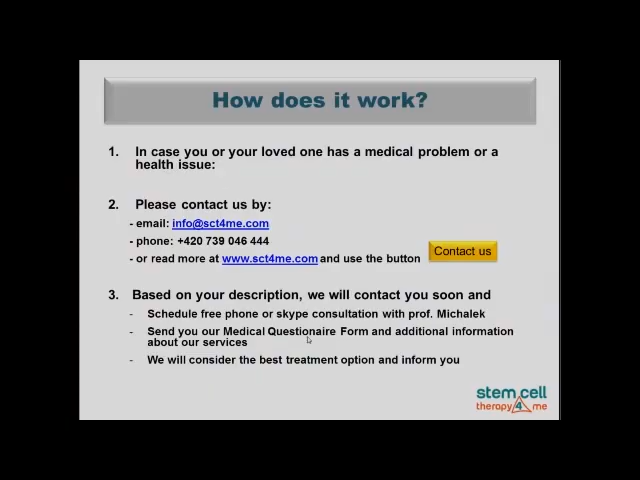 How does it work?
1. In case you or your loved one has a medical problem or a
health issue:
2. Please contact us by:
- email: info@sct4me.com
- phone: +420 739 046 444
- or read more at www.sct4me.com and use the button
Contact us
3. Based on your description, we will contact you soon and
- Schedule free phone or skype consultation with prof. Michalek
- Send you our Medical Questionaire Form and additional information
about our services
- We will consider the best treatment option and inform you
stem cell
therapy 4 me